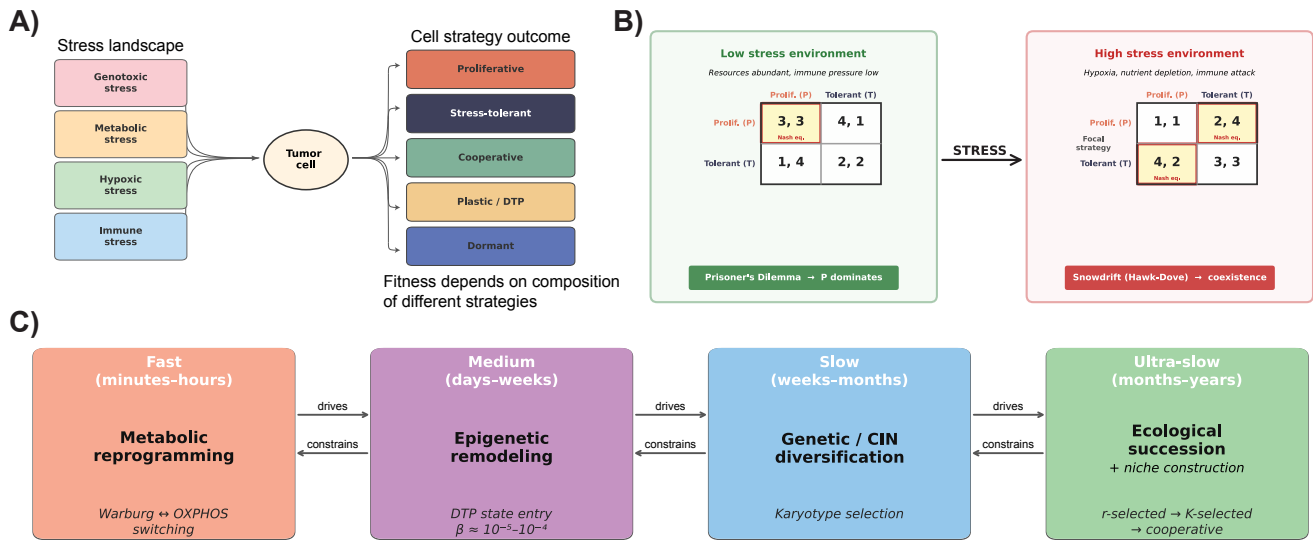 A)
Stress landscape
Genotoxic
stress
Metabolic
stress
Hypoxic
stress
Immune
stress
Tumor
cell
Cell strategy outcome
Proliferative
Stress-tolerant
Cooperative
Plastic / DTP
Dormant
Fitness depends on composition
of different strategies
B)
Low stress environment
Resources abundant, immune pressure low
Prolif. (P) Tolerant (T)
Prolif. (P) 3, 3 4, 1
Nash eq.
Tolerant (T) 1, 4 2, 2
Prisoner's Dilemma → P dominates
STRESS
High stress environment
Hypoxia, nutrient depletion, immune attack
Prolif. (P) Tolerant (T)
Prolif. (P) 1, 1 2, 4
Nash eq.
Focal
strategy
Tolerant (T) 4, 2 3, 3
Nash eq.
Snowdrift (Hawk-Dove) → coexistence
C)
Fast
(minutes–hours)
Metabolic
reprogramming
Warburg ↔ OXPHOS
switching
drives
constrains
Medium
(days–weeks)
Epigenetic
remodeling
DTP state entry
β ≈ 10⁻⁵–10⁻⁴
drives
constrains
Slow
(weeks–months)
Genetic / CIN
diversification
Karyotype selection
drives
constrains
Ultra-slow
(months–years)
Ecological
succession
+ niche construction
r-selected → K-selected
→ cooperative